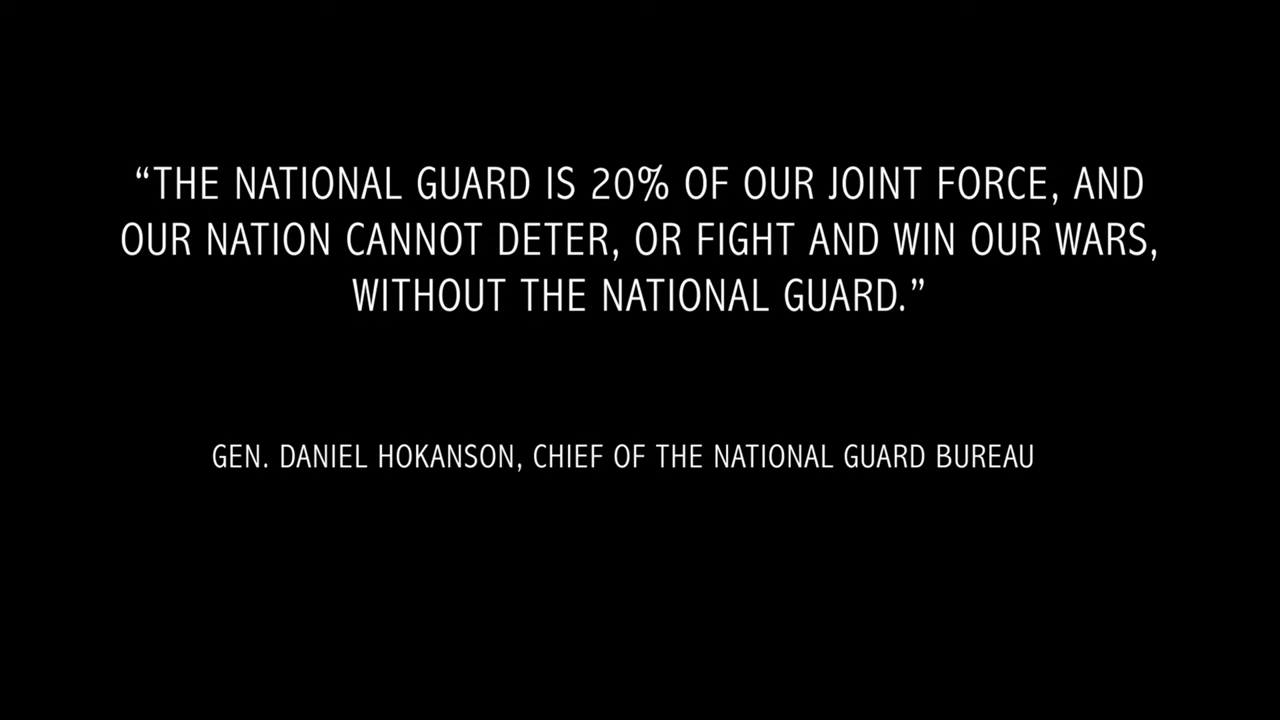 “THE NATIONAL GUARD IS 20% OF OUR JOINT FORCE, AND
OUR NATION CANNOT DETER, OR FIGHT AND WIN OUR WARS,
WITHOUT THE NATIONAL GUARD.”
GEN. DANIEL HOKANSON, CHIEF OF THE NATIONAL GUARD BUREAU